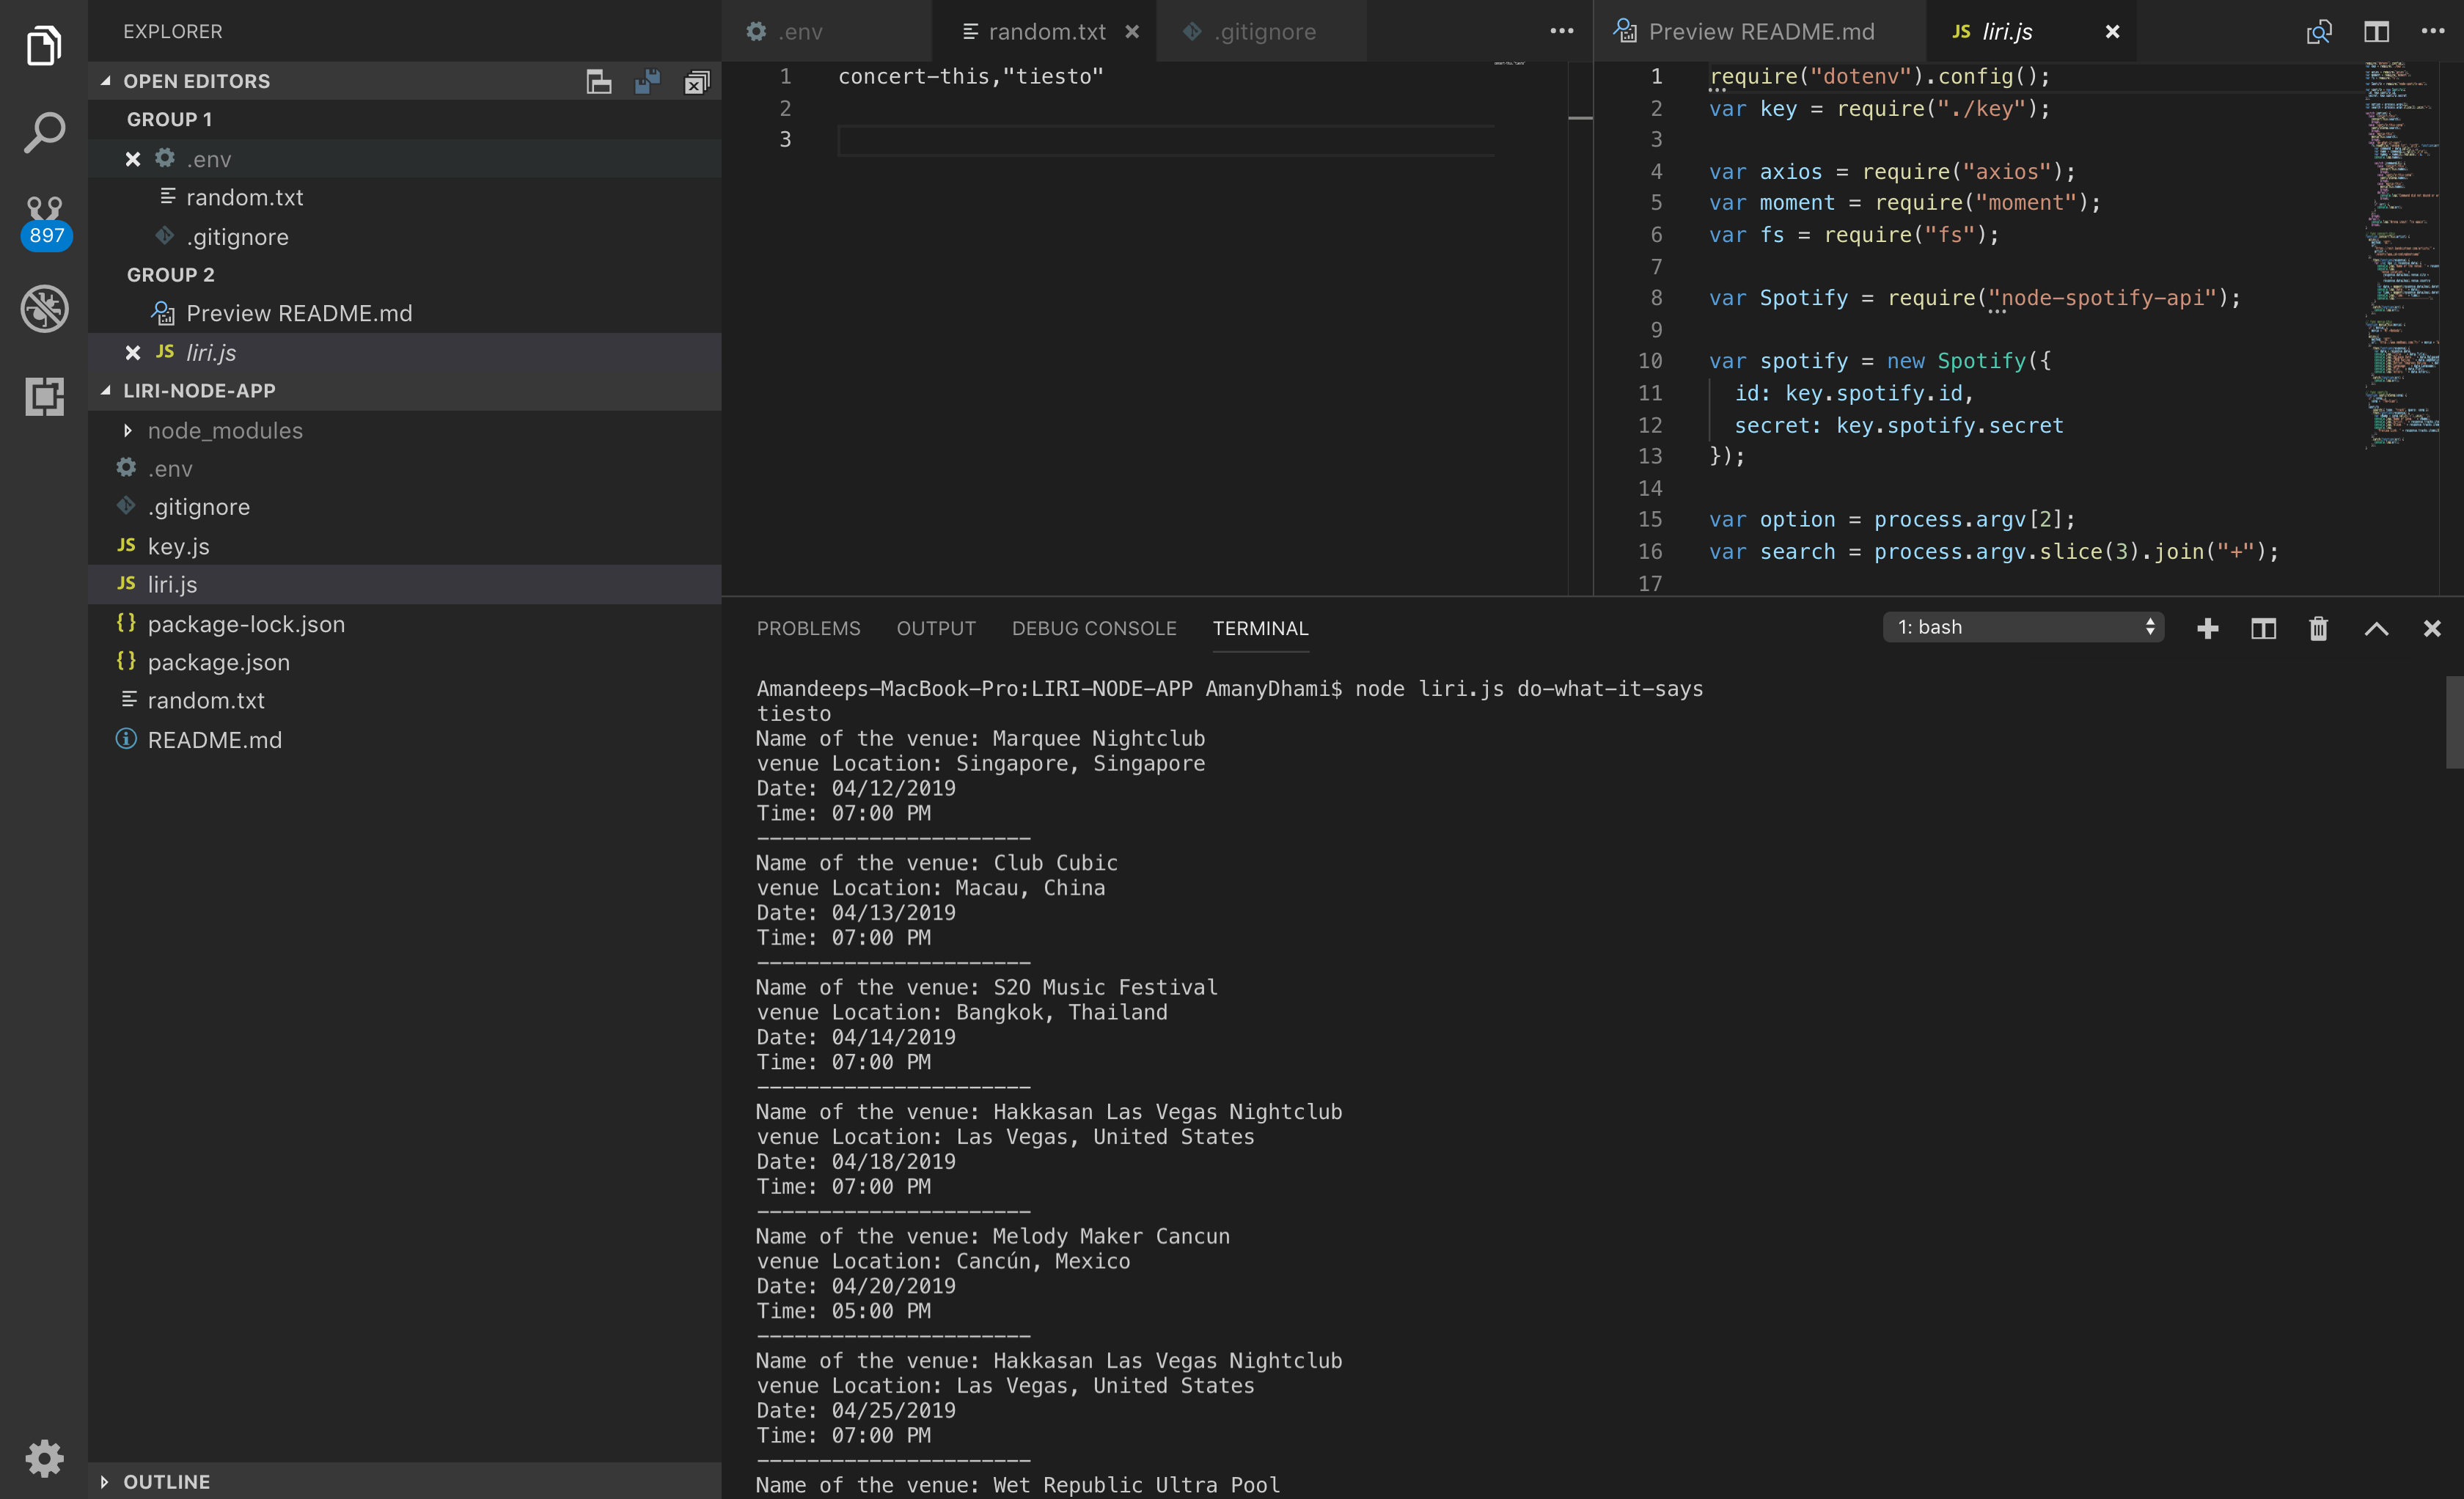 EXPLORER
OPEN EDITORS
GROUP 1
.env
random.txt
.gitignore
GROUP 2
Preview README.md
JS liri.js
LIRI-NODE-APP
node_modules
.env
.gitignore
JS key.js
JS liri.js
{} package-lock.json
{} package.json
random.txt
README.md
OUTLINE
897
.env
random.txt
.gitignore
1 concert-this,"tiesto"
2
3
Preview README.md
JS liri.js
1 require("dotenv").config();
2 var key = require("./key");
3
4 var axios = require("axios");
5 var moment = require("moment");
6 var fs = require("fs");
7
8 var Spotify = require("node-spotify-api");
9
10 var spotify = new Spotify({
11 id: key.spotify.id,
12 secret: key.spotify.secret
13 });
14
15 var option = process.argv[2];
16 var search = process.argv.slice(3).join("+");
17
PROBLEMS
OUTPUT
DEBUG CONSOLE
TERMINAL
1: bash
Amandeeps-MacBook-Pro:LIRI-NODE-APP AmanyDhami$ node liri.js do-what-it-says
tiesto
Name of the venue: Marquee Nightclub
venue Location: Singapore, Singapore
Date: 04/12/2019
Time: 07:00 PM
----------------------
Name of the venue: Club Cubic
venue Location: Macau, China
Date: 04/13/2019
Time: 07:00 PM
----------------------
Name of the venue: S2O Music Festival
venue Location: Bangkok, Thailand
Date: 04/14/2019
Time: 07:00 PM
----------------------
Name of the venue: Hakkasan Las Vegas Nightclub
venue Location: Las Vegas, United States
Date: 04/18/2019
Time: 07:00 PM
----------------------
Name of the venue: Melody Maker Cancun
venue Location: Cancún, Mexico
Date: 04/20/2019
Time: 05:00 PM
----------------------
Name of the venue: Hakkasan Las Vegas Nightclub
venue Location: Las Vegas, United States
Date: 04/25/2019
Time: 07:00 PM
----------------------
Name of the venue: Wet Republic Ultra Pool